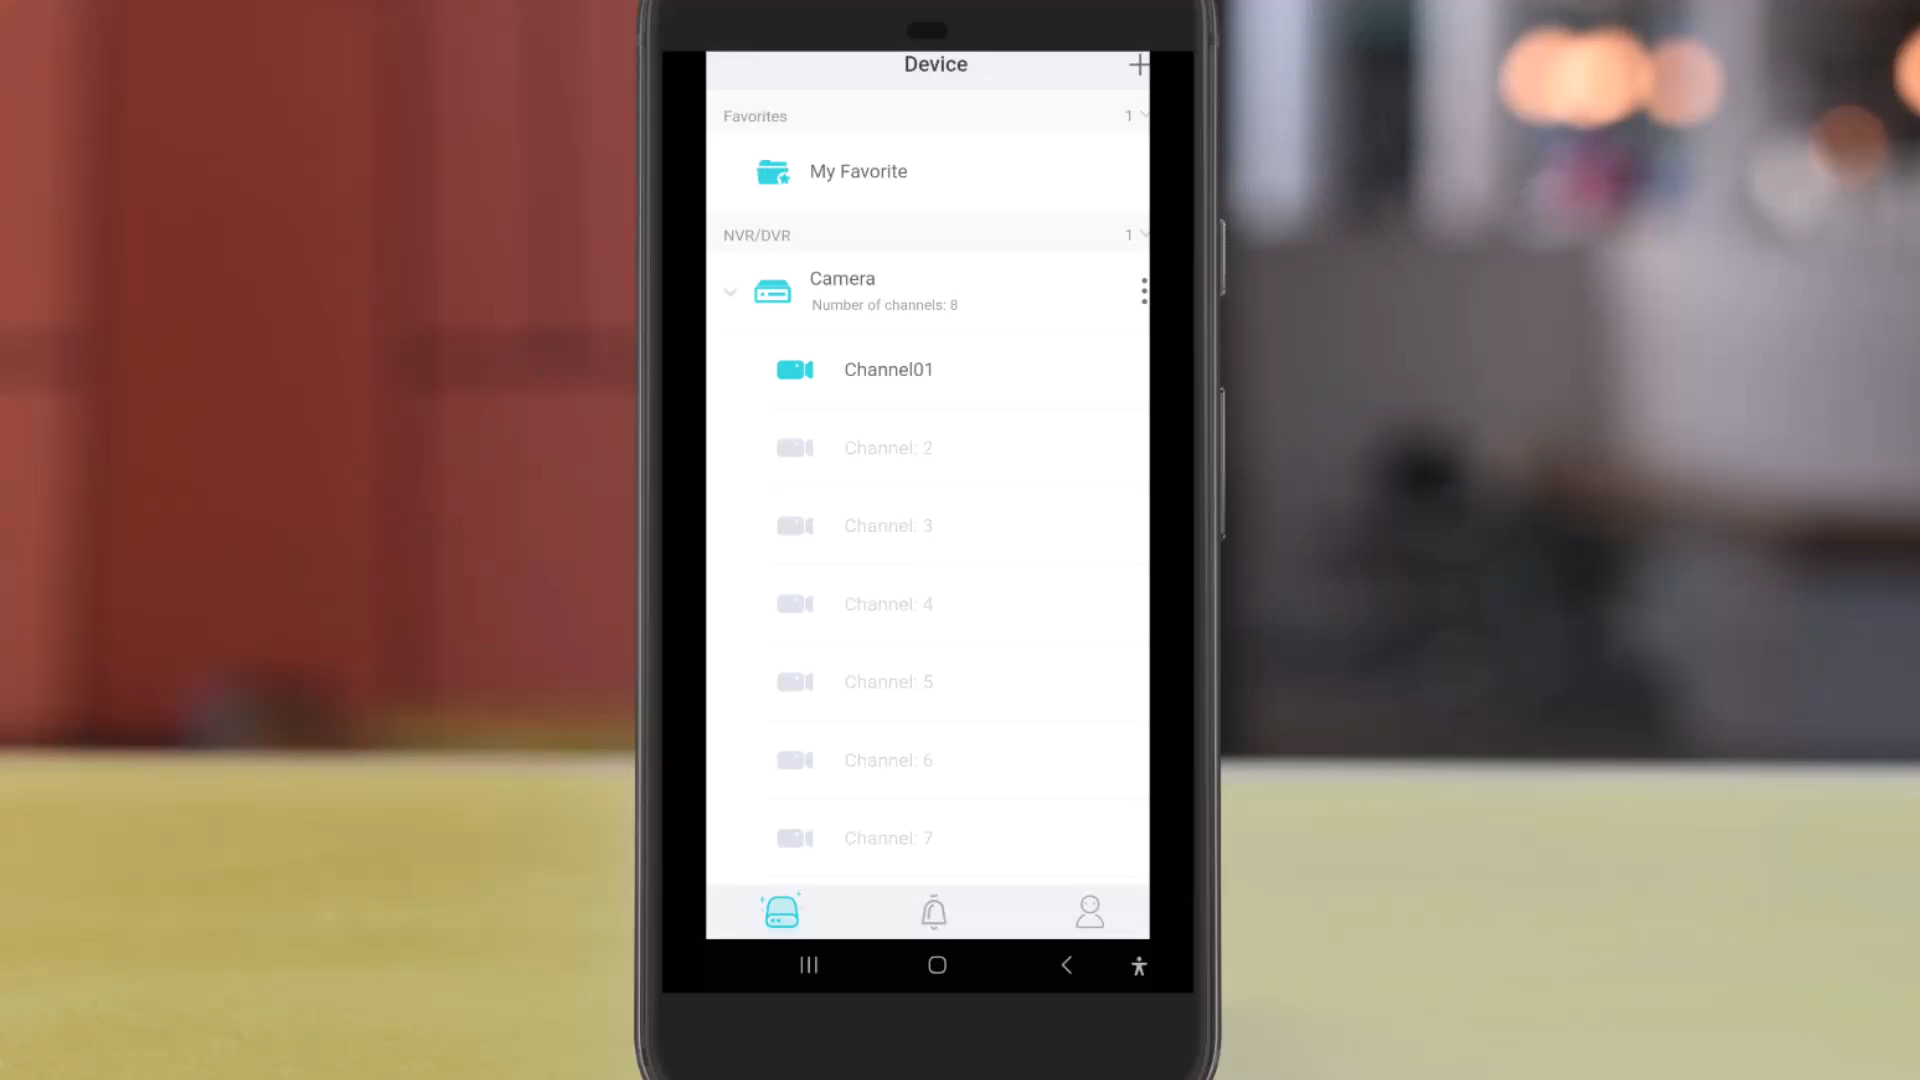 Device
Favorites 1
My Favorite
NVR/DVR 1
Camera
Number of channels: 8
Channel01
Channel: 2
Channel: 3
Channel: 4
Channel: 5
Channel: 6
Channel: 7